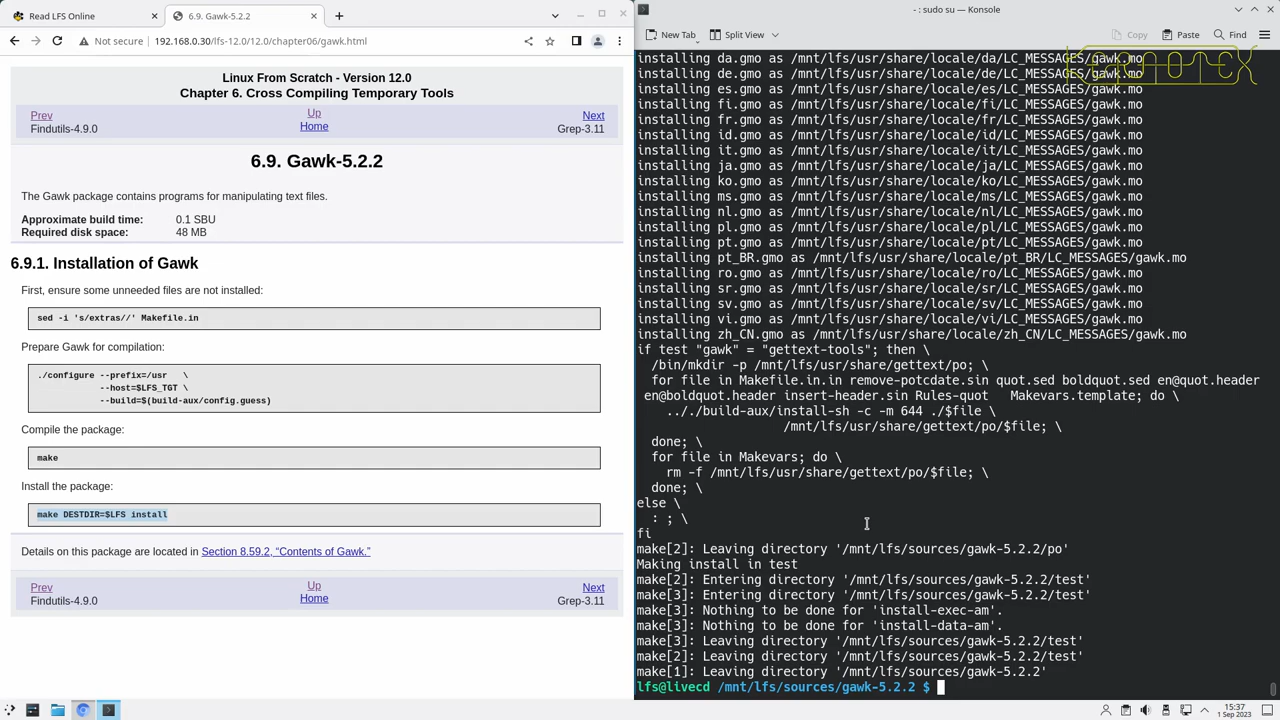 Read LFS Online
6.9. Gawk-5.2.2
Not secure
192.168.0.30/lfs-12.0/12.0/chapter06/gawk.html
Linux From Scratch - Version 12.0
Chapter 6. Cross Compiling Temporary Tools
Prev
Up
Next
Findutils-4.9.0
Home
Grep-3.11
6.9. Gawk-5.2.2
The Gawk package contains programs for manipulating text files.
Approximate build time: 0.1 SBU
Required disk space: 48 MB
6.9.1. Installation of Gawk
First, ensure some unneeded files are not installed:
sed -i 's/extras//' Makefile.in
Prepare Gawk for compilation:
./configure --prefix=/usr \
--host=$LFS_TGT \
--build=$(build-aux/config.guess)
Compile the package:
make
Install the package:
make DESTDIR=$LFS install
Details on this package are located in Section 8.59.2, “Contents of Gawk.”
Prev
Up
Next
Findutils-4.9.0
Home
Grep-3.11
- : sudo su — Konsole
New Tab
Split View
Copy
Paste
Find
installing da.gmo as /mnt/lfs/usr/share/locale/da/LC_MESSAGES/gawk.mo
installing de.gmo as /mnt/lfs/usr/share/locale/de/LC_MESSAGES/gawk.mo
installing es.gmo as /mnt/lfs/usr/share/locale/es/LC_MESSAGES/gawk.mo
installing fi.gmo as /mnt/lfs/usr/share/locale/fi/LC_MESSAGES/gawk.mo
installing fr.gmo as /mnt/lfs/usr/share/locale/fr/LC_MESSAGES/gawk.mo
installing id.gmo as /mnt/lfs/usr/share/locale/id/LC_MESSAGES/gawk.mo
installing it.gmo as /mnt/lfs/usr/share/locale/it/LC_MESSAGES/gawk.mo
installing ja.gmo as /mnt/lfs/usr/share/locale/ja/LC_MESSAGES/gawk.mo
installing ko.gmo as /mnt/lfs/usr/share/locale/ko/LC_MESSAGES/gawk.mo
installing ms.gmo as /mnt/lfs/usr/share/locale/ms/LC_MESSAGES/gawk.mo
installing nl.gmo as /mnt/lfs/usr/share/locale/nl/LC_MESSAGES/gawk.mo
installing pl.gmo as /mnt/lfs/usr/share/locale/pl/LC_MESSAGES/gawk.mo
installing pt.gmo as /mnt/lfs/usr/share/locale/pt/LC_MESSAGES/gawk.mo
installing pt_BR.gmo as /mnt/lfs/usr/share/locale/pt_BR/LC_MESSAGES/gawk.mo
installing ro.gmo as /mnt/lfs/usr/share/locale/ro/LC_MESSAGES/gawk.mo
installing sr.gmo as /mnt/lfs/usr/share/locale/sr/LC_MESSAGES/gawk.mo
installing sv.gmo as /mnt/lfs/usr/share/locale/sv/LC_MESSAGES/gawk.mo
installing vi.gmo as /mnt/lfs/usr/share/locale/vi/LC_MESSAGES/gawk.mo
installing zh_CN.gmo as /mnt/lfs/usr/share/locale/zh_CN/LC_MESSAGES/gawk.mo
if test "gawk" = "gettext-tools"; then \
/bin/mkdir -p /mnt/lfs/usr/share/gettext/po; \
for file in Makefile.in.in remove-potcdate.sin quot.sed boldquot.sed en@quot.header
en@boldquot.header insert-header.sin Rules-quot Makevars.template; do \
.././build-aux/install-sh -c -m 644 ./$file \
/mnt/lfs/usr/share/gettext/po/$file; \
done; \
for file in Makevars; do \
rm -f /mnt/lfs/usr/share/gettext/po/$file; \
done; \
else \
: ; \
fi
make[2]: Leaving directory '/mnt/lfs/sources/gawk-5.2.2/po'
Making install in test
make[2]: Entering directory '/mnt/lfs/sources/gawk-5.2.2/test'
make[3]: Entering directory '/mnt/lfs/sources/gawk-5.2.2/test'
make[3]: Nothing to be done for 'install-exec-am'.
make[3]: Nothing to be done for 'install-data-am'.
make[3]: Leaving directory '/mnt/lfs/sources/gawk-5.2.2/test'
make[2]: Leaving directory '/mnt/lfs/sources/gawk-5.2.2/test'
make[1]: Leaving directory '/mnt/lfs/sources/gawk-5.2.2'
lfs@livecd /mnt/lfs/sources/gawk-5.2.2 $
15:37
1 Sep 2023